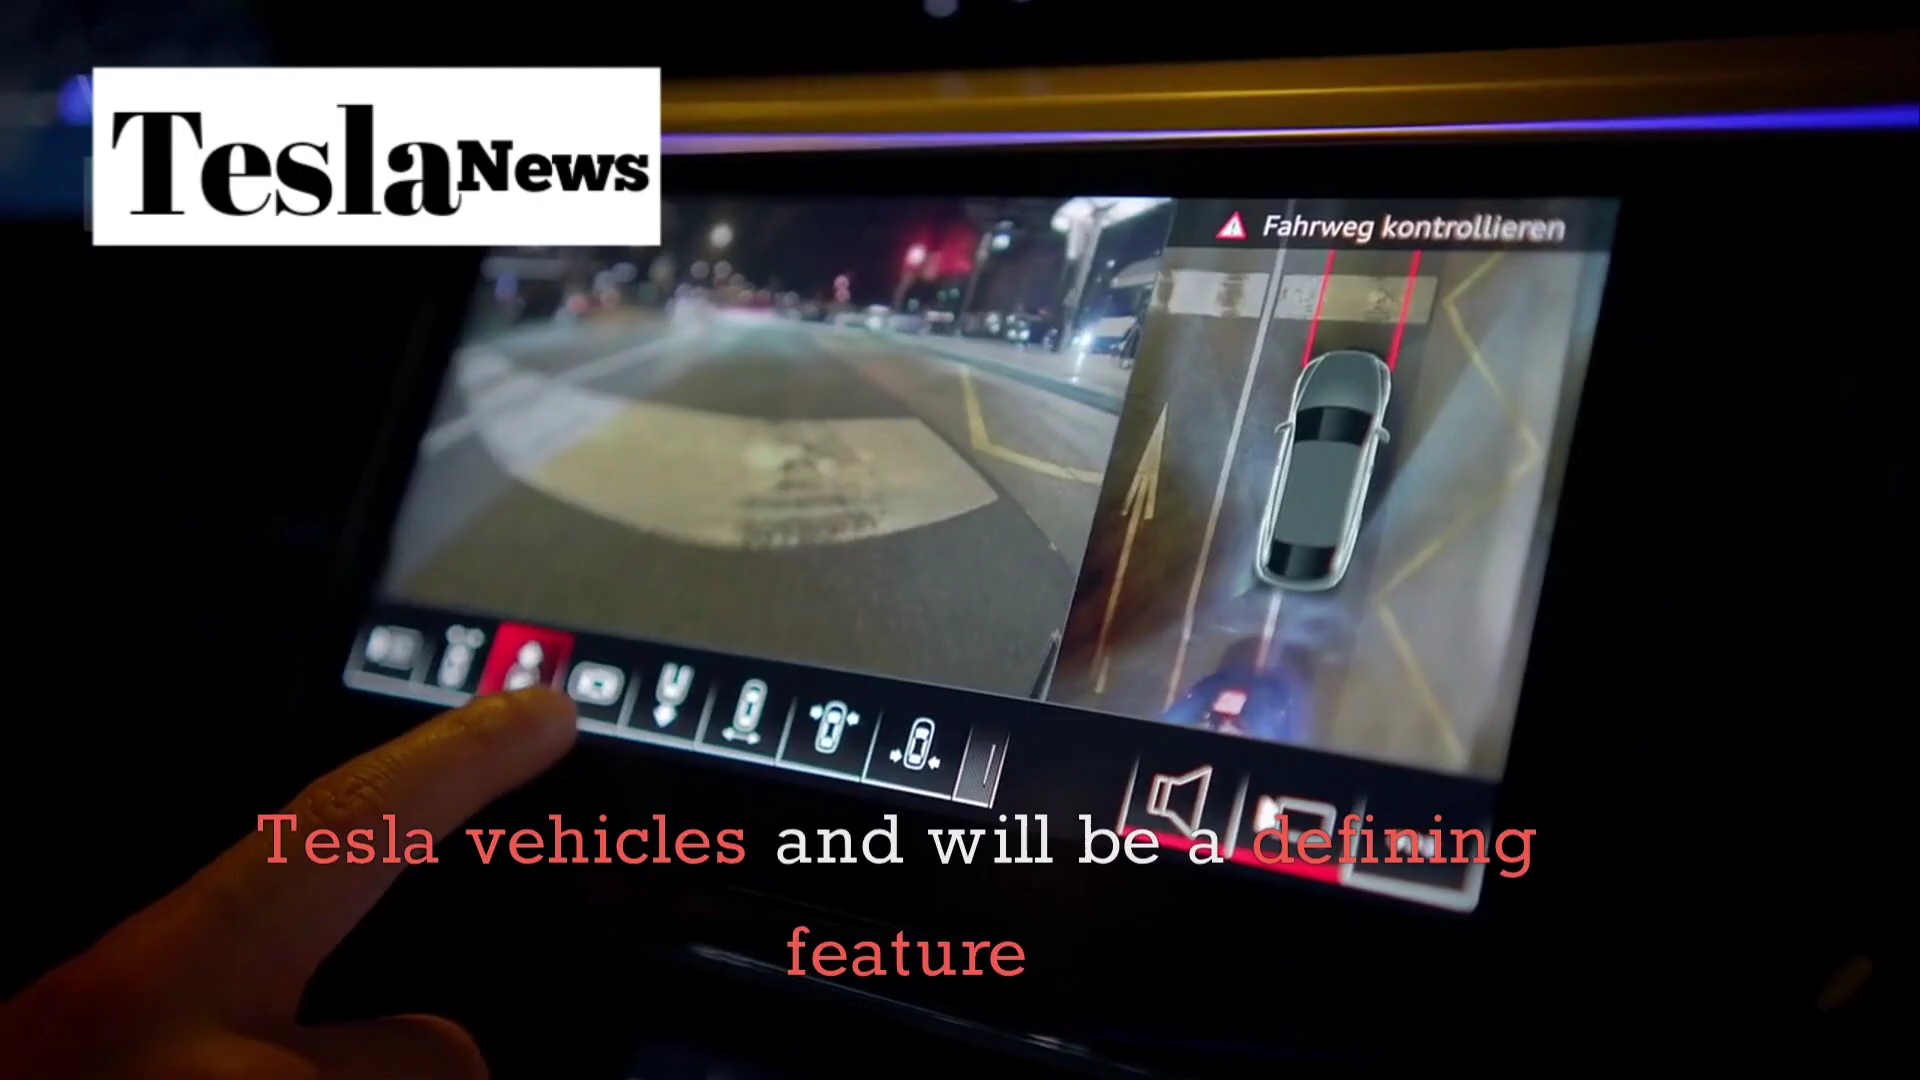 TeslaNews
Fahrweg kontrollieren
Tesla vehicles and will be a defining
feature